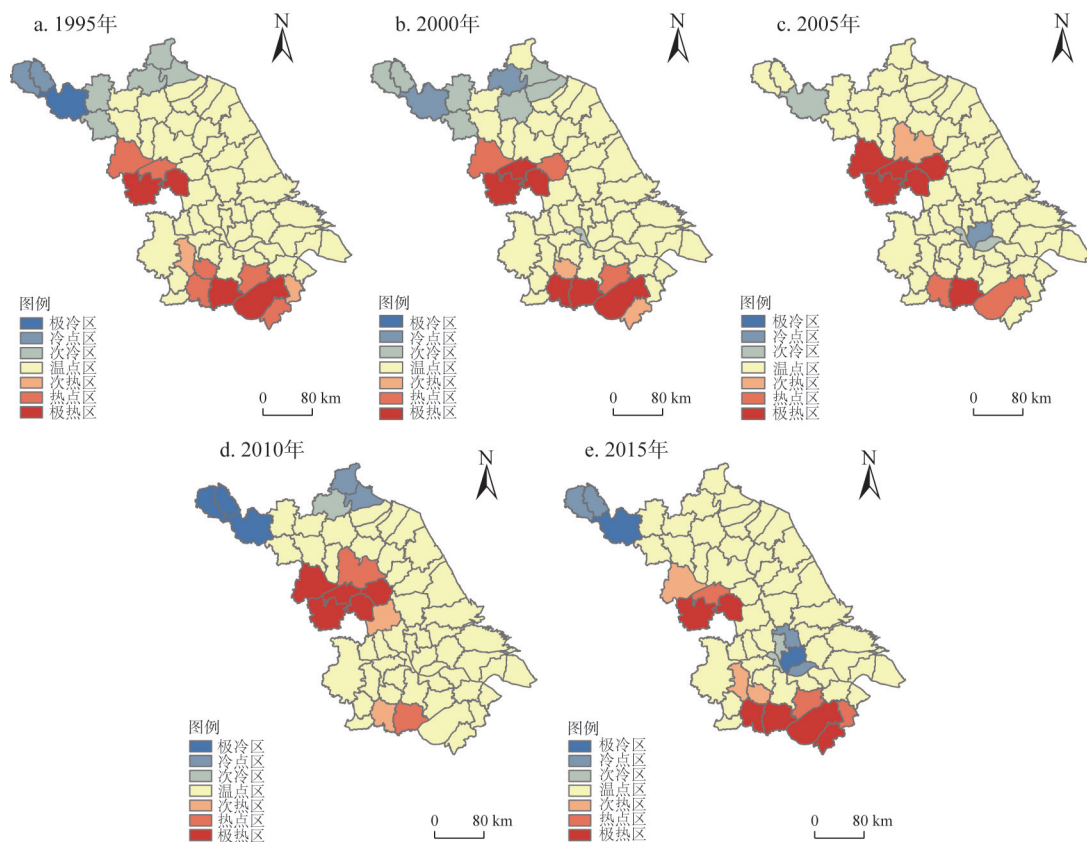 a. 1995年
N
图例
极冷区
冷点区
次冷区
温点区
次热区
热点区
极热区
0 80 km
b. 2000年
N
图例
极冷区
冷点区
次冷区
温点区
次热区
热点区
极热区
0 80 km
c. 2005年
N
图例
极冷区
冷点区
次冷区
温点区
次热区
热点区
极热区
0 80 km
d. 2010年
N
图例
极冷区
冷点区
次冷区
温点区
次热区
热点区
极热区
0 80 km
e. 2015年
N
图例
极冷区
冷点区
次冷区
温点区
次热区
热点区
极热区
0 80 km